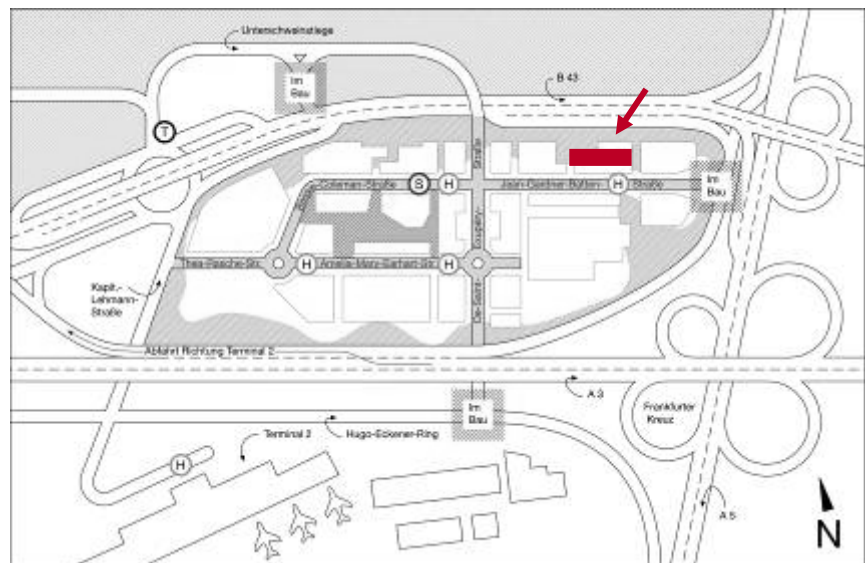 Unterschweinstiege
Im
Bau
B 43
T
Coleman-Straße
S
H
Straße
Jean-Gardner-Batten-
H
Straße
Im
Bau
Exupéry-
Thea-Rasche-Str.
H
Amelia-Mary-Earhart-Str.
H
Kapt.-
Lehmann-
Straße
De-Saint-
Abfahrt Richtung Terminal 2
A 3
Im
Bau
Frankfurter
Kreuz
Terminal 2
Hugo-Eckener-Ring
H
A 5
N